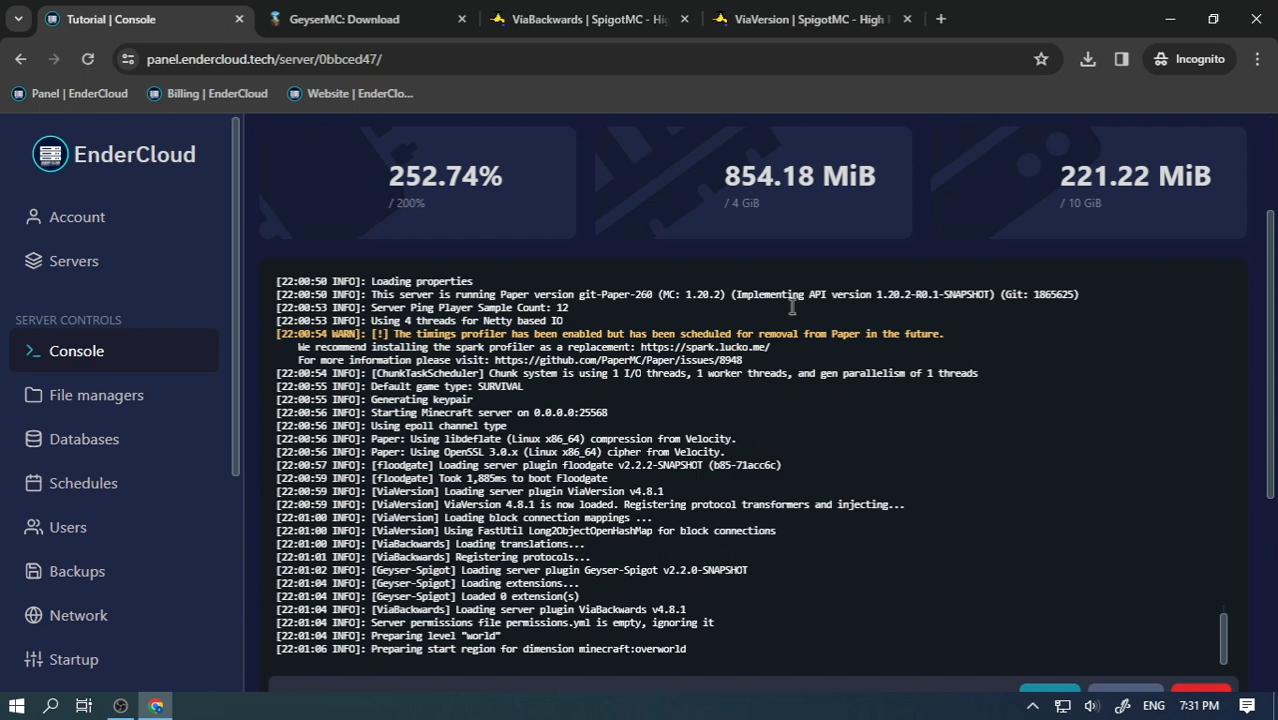 Tutorial | Console
GeyserMC: Download
ViaBackwards | SpigotMC - Hig
ViaVersion | SpigotMC - High
panel.endercloud.tech/server/0bbced47/
Incognito
Panel | EnderCloud
Billing | EnderCloud
Website | EnderClo...
EnderCloud
Account
Servers
SERVER CONTROLS
Console
File managers
Databases
Schedules
Users
Backups
Network
Startup
252.74%
/ 200%
854.18 MiB
/ 4 GiB
221.22 MiB
/ 10 GiB
[22:00:50 INFO]: Loading properties
[22:00:50 INFO]: This server is running Paper version git-Paper-260 (MC: 1.20.2) (Implementing API version 1.20.2-R0.1-SNAPSHOT) (Git: 1865625)
[22:00:53 INFO]: Server Ping Player Sample Count: 12
[22:00:53 INFO]: Using 4 threads for Netty based IO
[22:00:54 WARN]: [!] The timings profiler has been enabled but has been scheduled for removal from Paper in the future.
We recommend installing the spark profiler as a replacement: https://spark.lucko.me/
For more information please visit: https://github.com/PaperMC/Paper/issues/8948
[22:00:54 INFO]: [ChunkTaskScheduler] Chunk system is using 1 I/O threads, 1 worker threads, and gen parallelism of 1 threads
[22:00:55 INFO]: Default game type: SURVIVAL
[22:00:55 INFO]: Generating keypair
[22:00:56 INFO]: Starting Minecraft server on 0.0.0.0:25568
[22:00:56 INFO]: Using epoll channel type
[22:00:56 INFO]: Paper: Using libdeflate (Linux x86_64) compression from Velocity.
[22:00:56 INFO]: Paper: Using OpenSSL 3.0.x (Linux x86_64) cipher from Velocity.
[22:00:57 INFO]: [floodgate] Loading server plugin floodgate v2.2.2-SNAPSHOT (b85-71acc6c)
[22:00:59 INFO]: [floodgate] Took 1,885ms to boot Floodgate
[22:00:59 INFO]: [ViaVersion] Loading server plugin ViaVersion v4.8.1
[22:00:59 INFO]: [ViaVersion] ViaVersion 4.8.1 is now loaded. Registering protocol transformers and injecting...
[22:01:00 INFO]: [ViaVersion] Loading block connection mappings ...
[22:01:00 INFO]: [ViaVersion] Using FastUtil Long2ObjectOpenHashMap for block connections
[22:01:00 INFO]: [ViaBackwards] Loading translations...
[22:01:01 INFO]: [ViaBackwards] Registering protocols...
[22:01:02 INFO]: [Geyser-Spigot] Loading server plugin Geyser-Spigot v2.2.0-SNAPSHOT
[22:01:04 INFO]: [Geyser-Spigot] Loading extensions...
[22:01:04 INFO]: [Geyser-Spigot] Loaded 0 extension(s)
[22:01:04 INFO]: [ViaBackwards] Loading server plugin ViaBackwards v4.8.1
[22:01:04 INFO]: Server permissions file permissions.yml is empty, ignoring it
[22:01:04 INFO]: Preparing level "world"
[22:01:06 INFO]: Preparing start region for dimension minecraft:overworld
ENG
7:31 PM